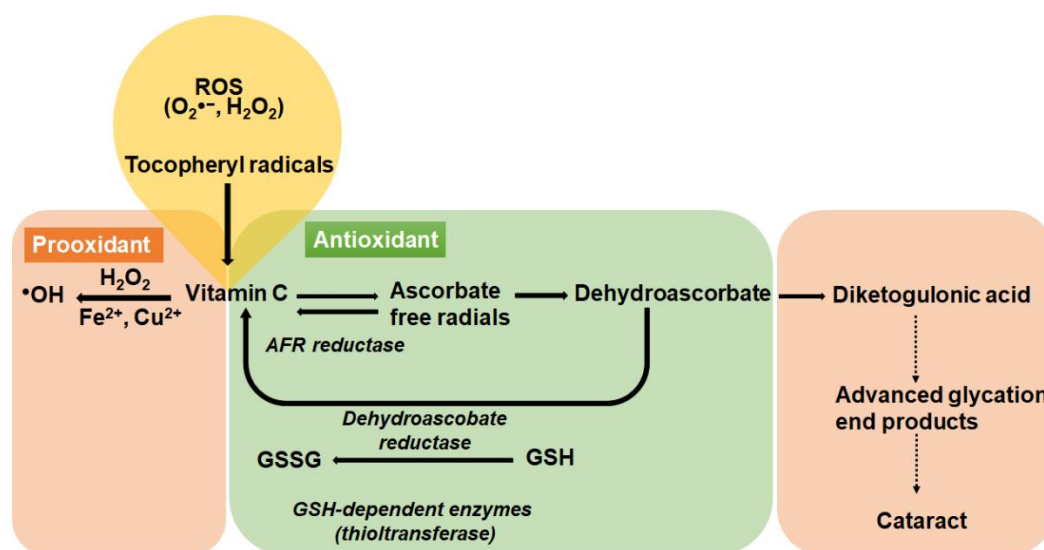 ROS
(O₂•–, H₂O₂)
Tocopheryl radicals
Prooxidant
Antioxidant
•OH
H₂O₂
Fe²⁺, Cu²⁺
Vitamin C
Ascorbate
free radials
Dehydroascorbate
Diketogulonic acid
AFR reductase
Dehydroascobate
reductase
GSSG
GSH
GSH-dependent enzymes
(thioltransferase)
Advanced glycation
end products
Cataract